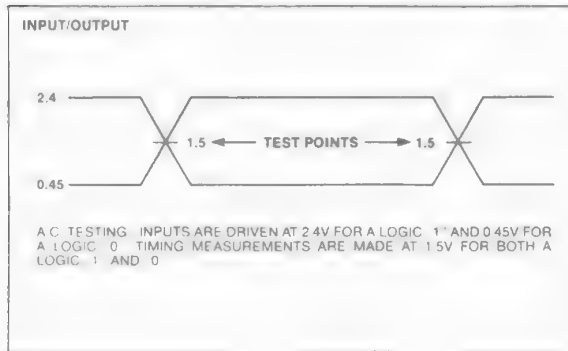 INPUT/OUTPUT
2.4
1.5 TEST POINTS 1.5
0.45
A C TESTING INPUTS ARE DRIVEN AT 2 4V FOR A LOGIC 1' AND 0 45V FOR
A LOGIC 0 TIMING MEASUREMENTS ARE MADE AT 1 5V FOR BOTH A
LOGIC 1 AND 0